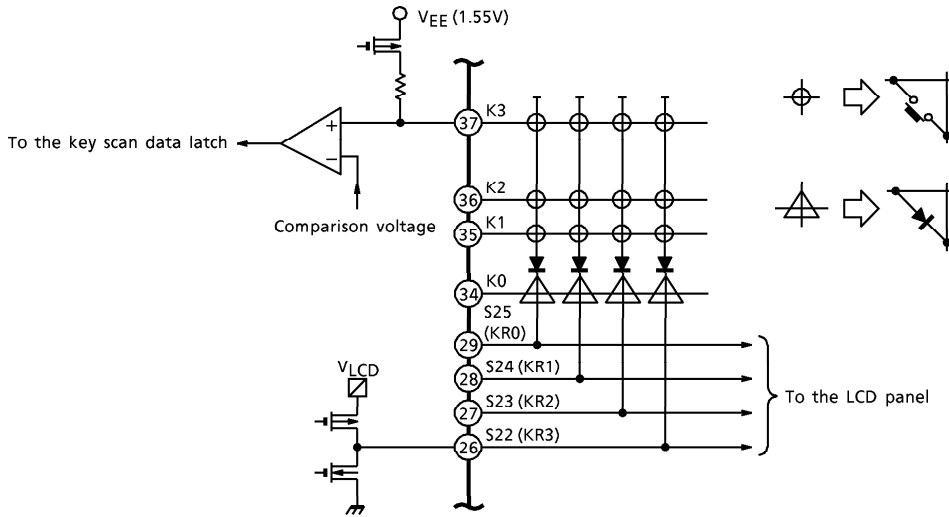 VEE (1.55V)
K3
37
+
−
To the key scan data latch
Comparison voltage
K2
36
K1
35
K0
34
S25
(KR0)
29
S24 (KR1)
28
S23 (KR2)
27
S22 (KR3)
26
To the LCD panel
VLCD